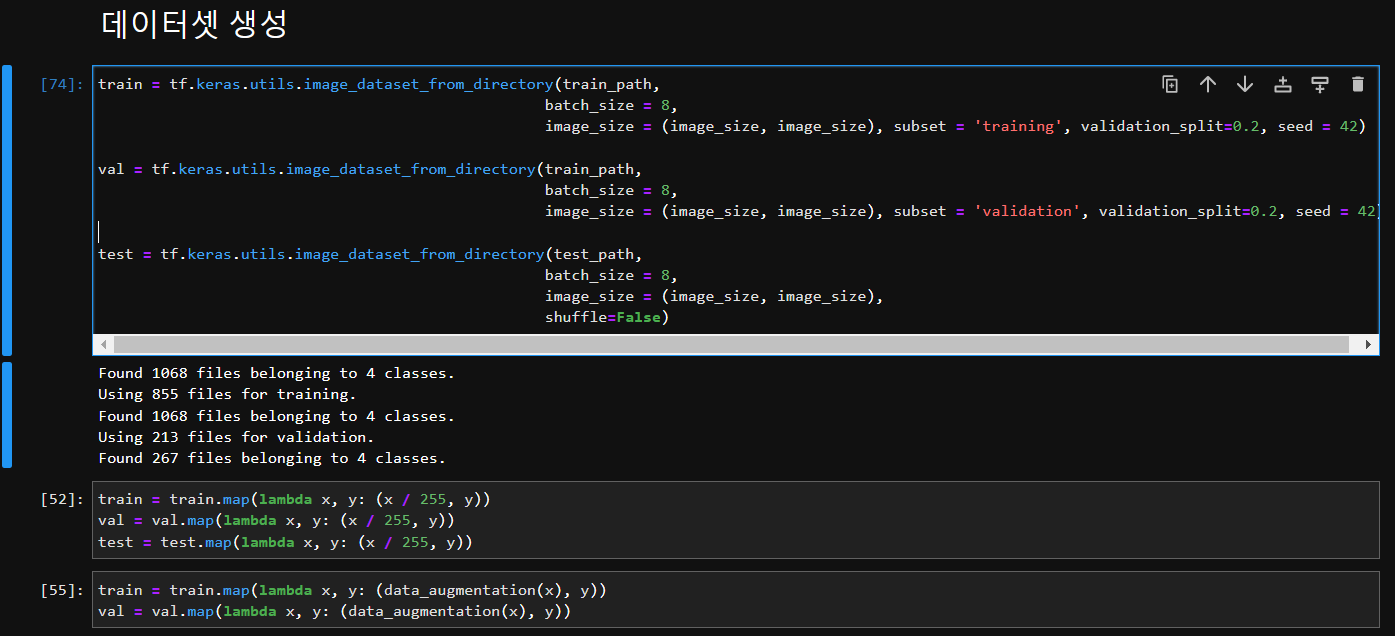 데이터셋 생성
[74]:
train = tf.keras.utils.image_dataset_from_directory(train_path,
batch_size = 8,
image_size = (image_size, image_size), subset = 'training', validation_split=0.2, seed = 42)
val = tf.keras.utils.image_dataset_from_directory(train_path,
batch_size = 8,
image_size = (image_size, image_size), subset = 'validation', validation_split=0.2, seed = 42)
test = tf.keras.utils.image_dataset_from_directory(test_path,
batch_size = 8,
image_size = (image_size, image_size),
shuffle=False)
Found 1068 files belonging to 4 classes.
Using 855 files for training.
Found 1068 files belonging to 4 classes.
Using 213 files for validation.
Found 267 files belonging to 4 classes.
[52]:
train = train.map(lambda x, y: (x / 255, y))
val = val.map(lambda x, y: (x / 255, y))
test = test.map(lambda x, y: (x / 255, y))
[55]:
train = train.map(lambda x, y: (data_augmentation(x), y))
val = val.map(lambda x, y: (data_augmentation(x), y))